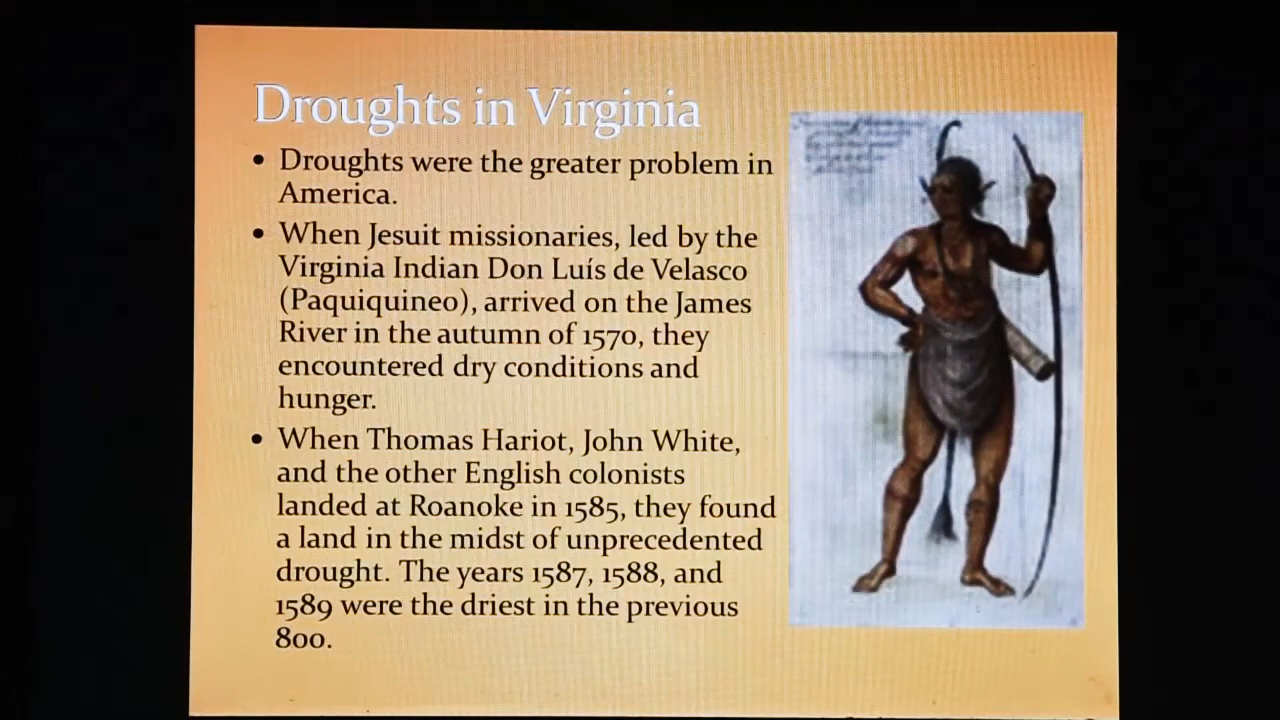 Droughts in Virginia
• Droughts were the greater problem in
America.
• When Jesuit missionaries, led by the
Virginia Indian Don Luís de Velasco
(Paquiquineo), arrived on the James
River in the autumn of 1570, they
encountered dry conditions and
hunger.
• When Thomas Hariot, John White,
and the other English colonists
landed at Roanoke in 1585, they found
a land in the midst of unprecedented
drought. The years 1587, 1588, and
1589 were the driest in the previous
800.